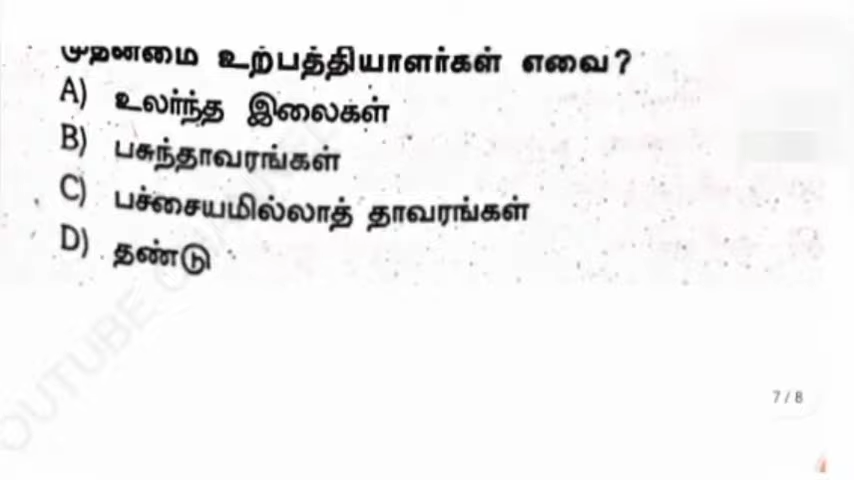 முதன்மை உற்பத்தியாளர்கள் எவை?
A) உலர்ந்த இலைகள்
B) பசுந்தாவரங்கள்
C) பச்சையமில்லாத் தாவரங்கள்
D) தண்டு
7 / 8